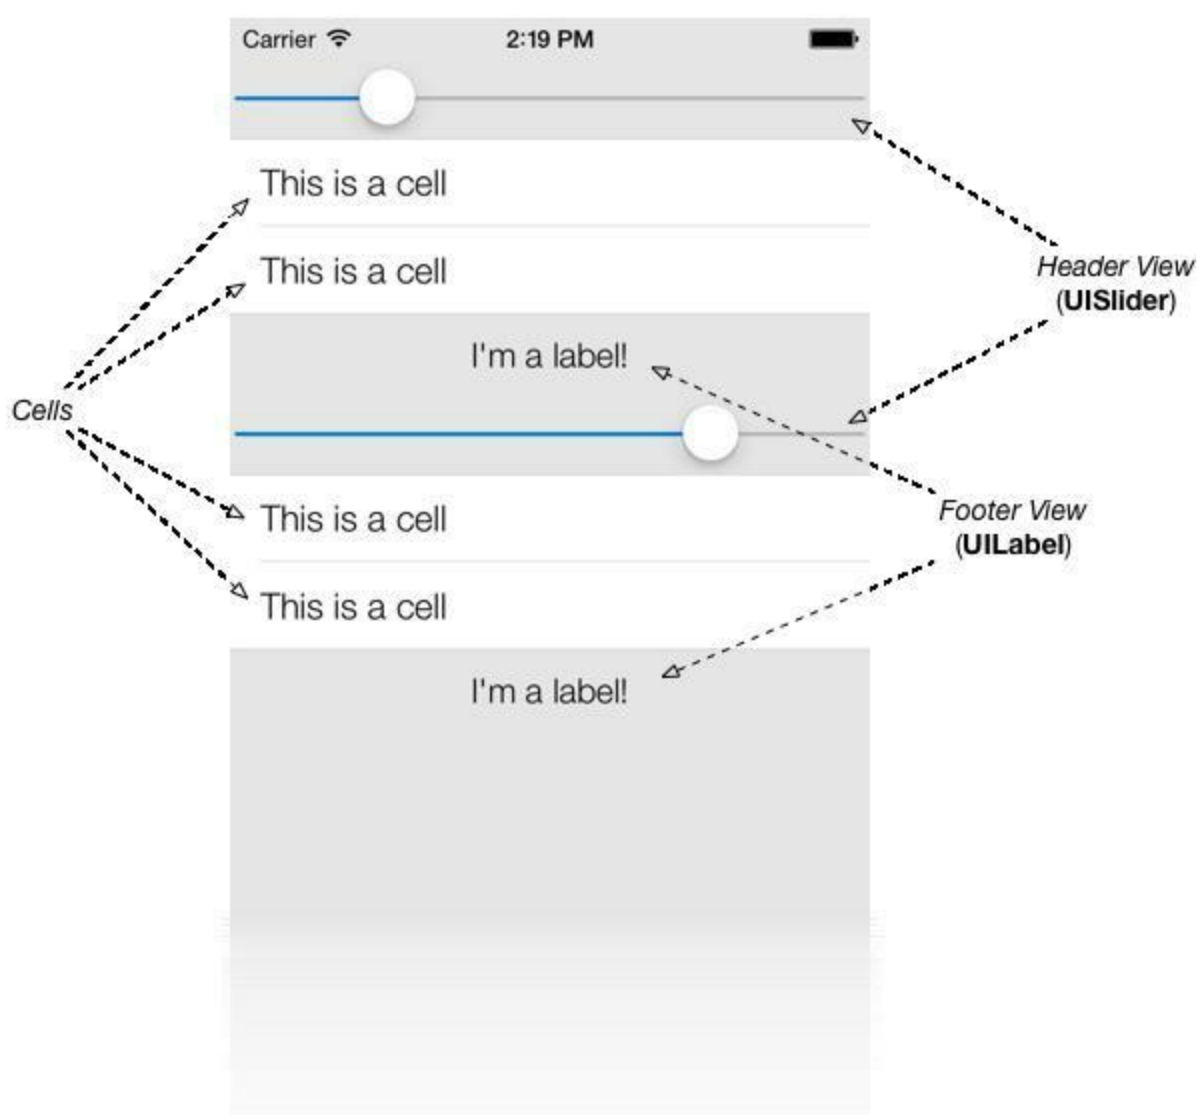 Carrier 2:19 PM
This is a cell
This is a cell
Header View
(UISlider)
I'm a label!
Cells
This is a cell
Footer View
(UILabel)
This is a cell
I'm a label!